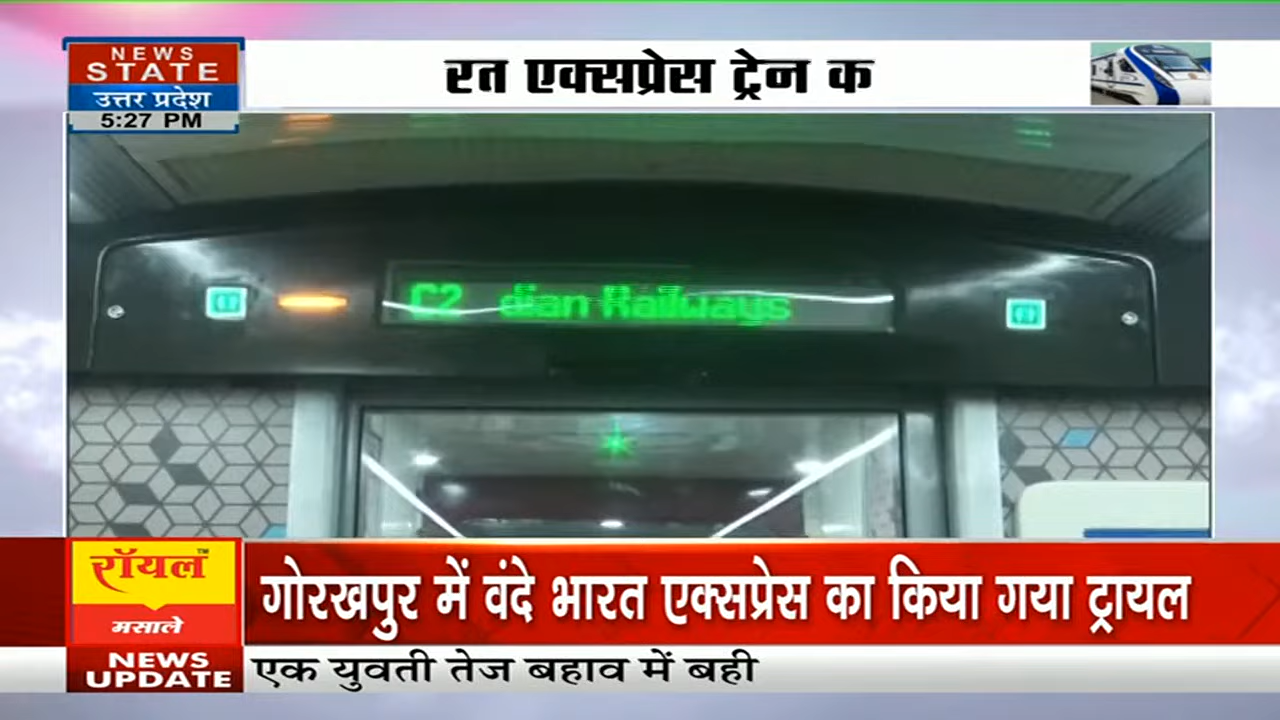 NEWS
STATE
उत्तर प्रदेश
5:27 PM
रत एक्सप्रेस ट्रेन क
C2 dian Railways
रॉयल™
मसाले
गोरखपुर में वंदे भारत एक्सप्रेस का किया गया ट्रायल
NEWS
UPDATE
एक युवती तेज बहाव में बही